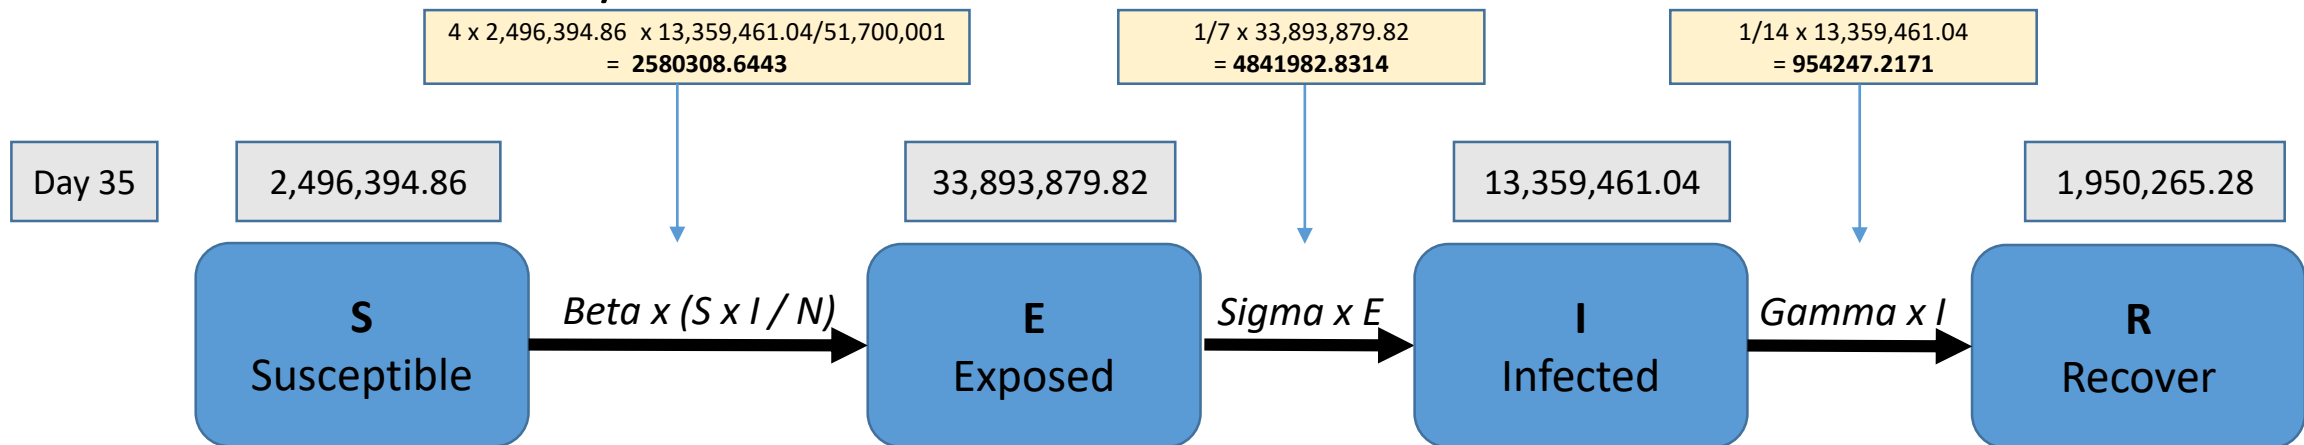 4 x 2,496,394.86 x 13,359,461.04/51,700,001
= 2580308.6443
1/7 x 33,893,879.82
= 4841982.8314
1/14 x 13,359,461.04
= 954247.2171
Day 35
2,496,394.86
33,893,879.82
13,359,461.04
1,950,265.28
S
Susceptible
Beta x (S x I / N)
E
Exposed
Sigma x E
I
Infected
Gamma x I
R
Recover